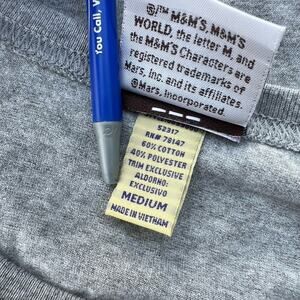 You Call, V
®/™ M&M'S, M&M'S
WORLD, the letter M, and
the M&M'S Characters are
registered trademarks of
Mars, Inc. and its affiliates.
©Mars, Incorporated.
52317
RN# 78147
60% COTTON
40% POLYESTER
TRIM EXCLUSIVE
ALDORNO:
EXCLUSIVO
MEDIUM
MADE IN VIETNAM